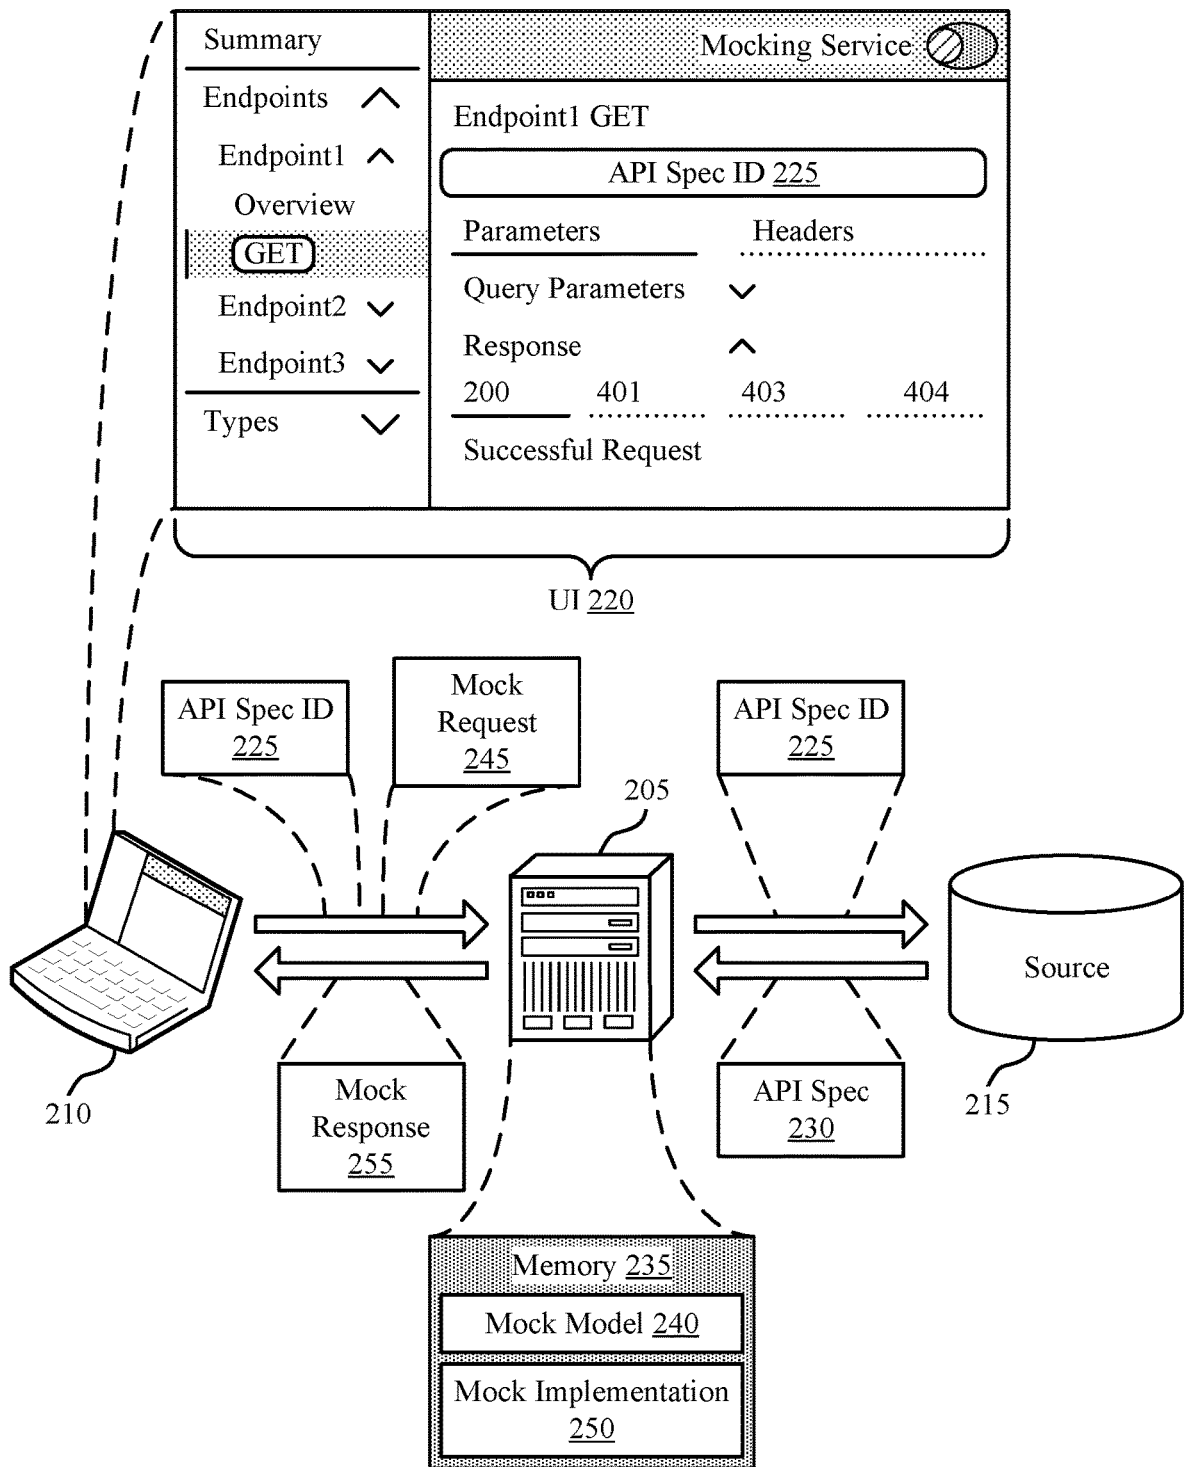 Summary
Endpoints
Endpoint1
Overview
GET
Endpoint2
Endpoint3
Types
Mocking Service
Endpoint1 GET
API Spec ID 225
Parameters Headers
Query Parameters
Response
200 401 403 404
Successful Request
UI 220
API Spec ID
225
Mock
Request
245
API Spec ID
225
205
Source
210
215
Mock
Response
255
API Spec
230
Memory 235
Mock Model 240
Mock Implementation
250